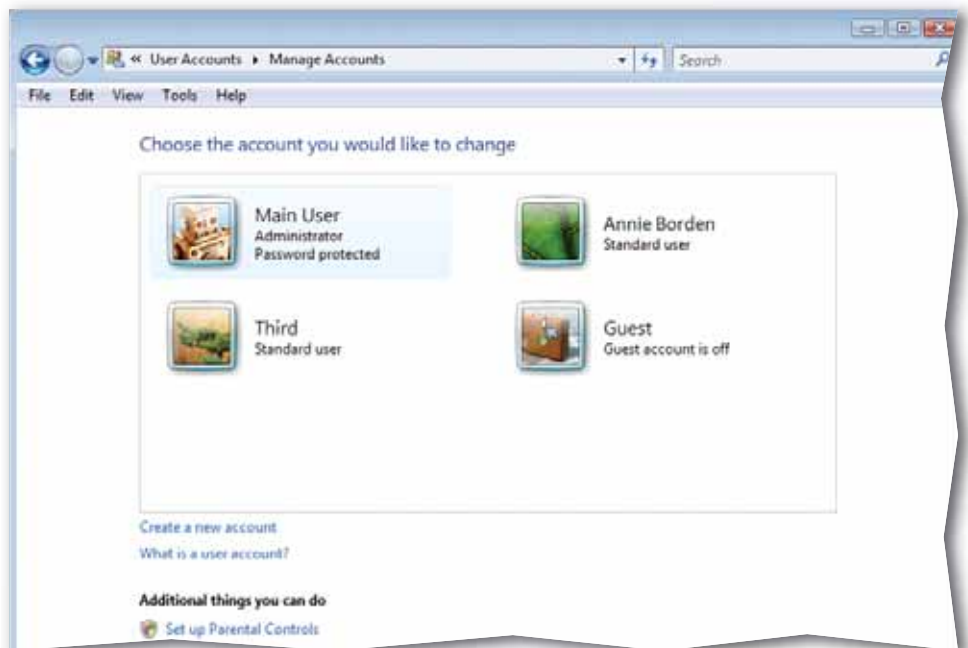 « User Accounts ▸ Manage Accounts
Search
File Edit View Tools Help
Choose the account you would like to change
Main User
Administrator
Password protected
Annie Borden
Standard user
Third
Standard user
Guest
Guest account is off
Create a new account
What is a user account?
Additional things you can do
Set up Parental Controls